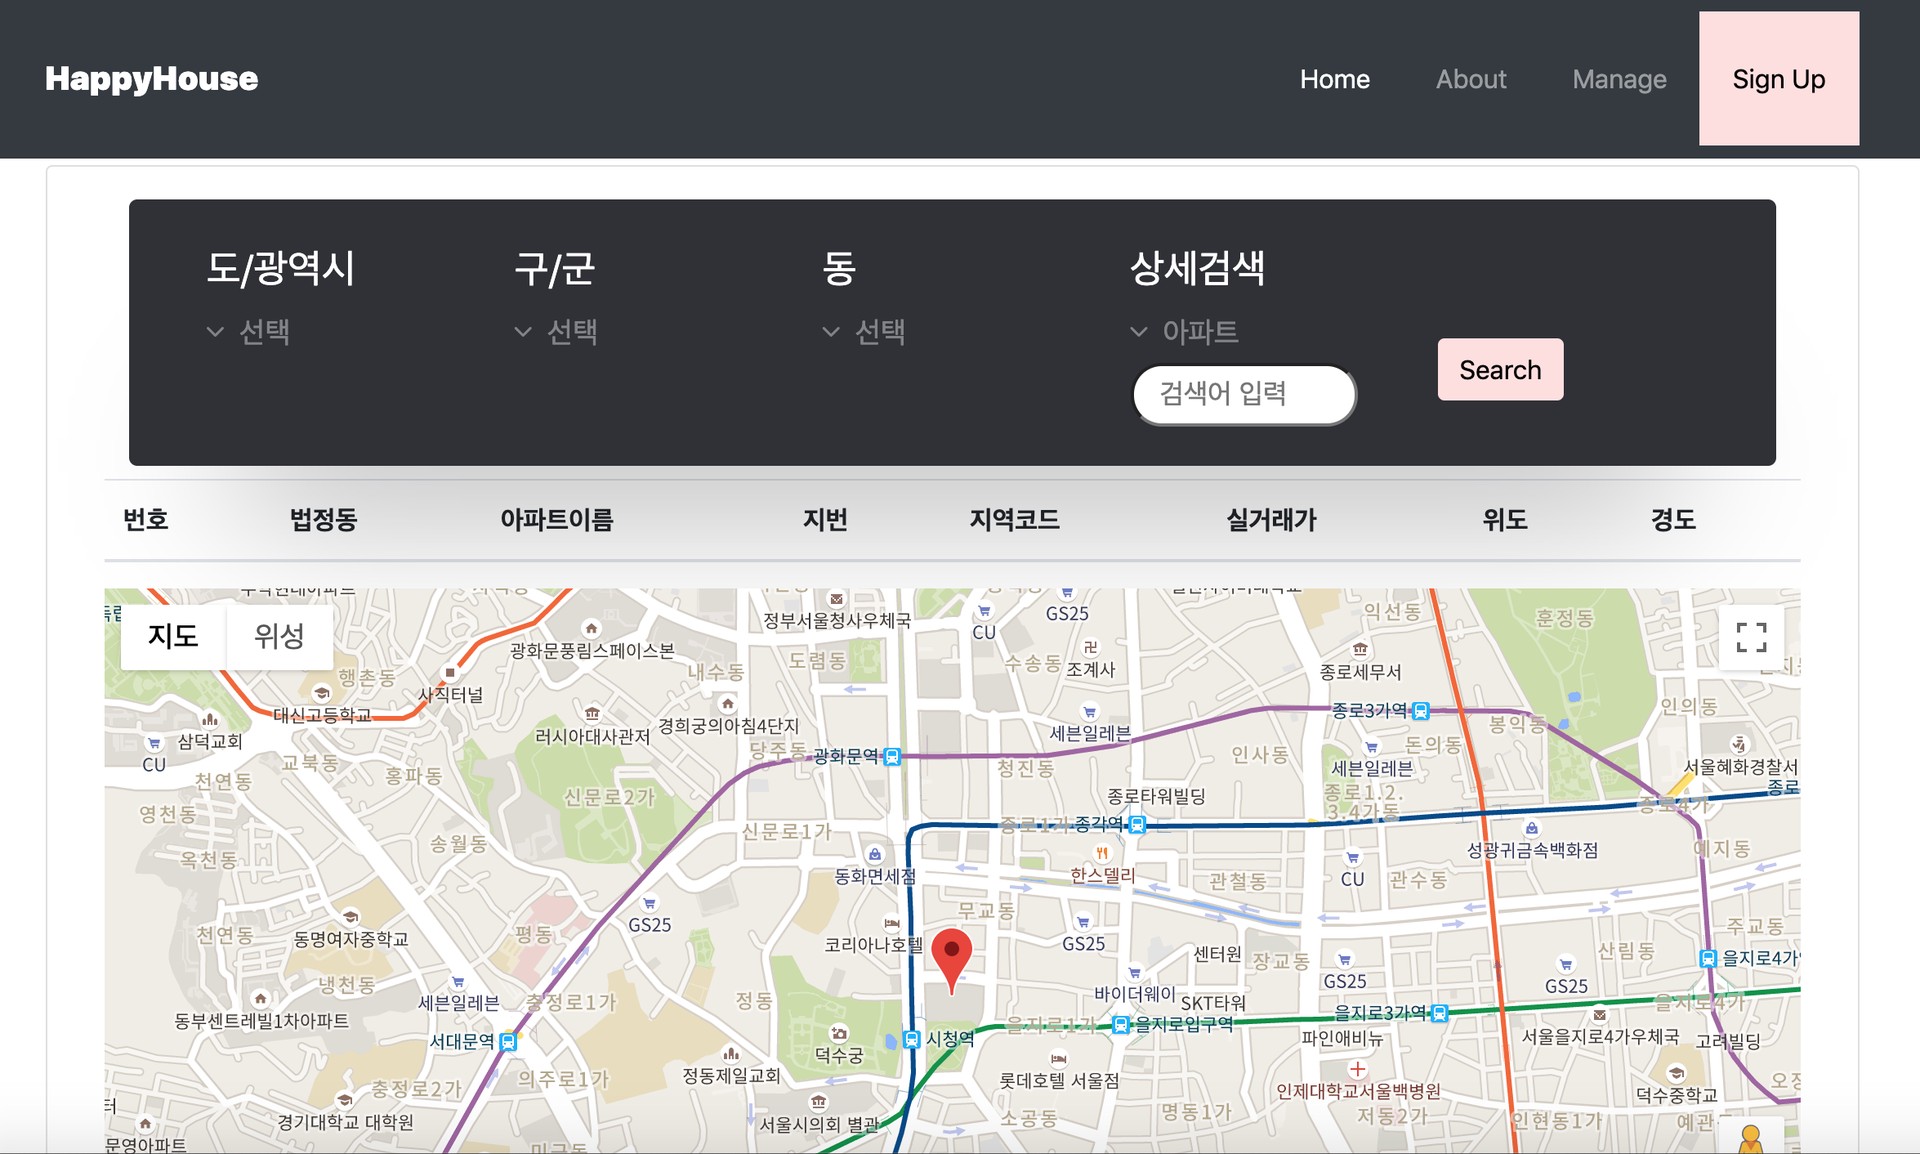 HappyHouse
Home
About
Manage
Sign Up
도/광역시
구/군
동
상세검색
선택
선택
선택
아파트
검색어 입력
Search
번호
법정동
아파트이름
지번
지역코드
실거래가
위도
경도
지도
위성
정부서울청사우체국
CU
GS25
익선동
훈정동
광화문풍림스페이스본
내수동
도렴동
수송동
조계사
종로세무서
행촌동
사직터널
대신고등학교
종로3가역
인의동
삼덕교회
러시아대사관저
경희궁의아침4단지
세븐일레븐
봉익동
CU
교북동
당주동
광화문역
청진동
인사동
돈의동
세븐일레븐
서울혜화경찰서
천연동
홍파동
신문로2가
종로타워빌딩
종로1.2.
3.4가동
종로4가
종로
영천동
신문로1가
종로1가
종각역
송월동
옥천동
동화면세점
한스델리
관철동
CU
관수동
성광귀금속백화점
예지동
GS25
무교동
천연동
동명여자중학교
평동
코리아나호텔
GS25
센터원
장교동
GS25
GS25
산림동
주교동
을지로4가
냉천동
세븐일레븐
충정로1가
정동
바이더웨이
SKT타워
을지로4가
동부센트레빌1차아파트
을지로1가
을지로입구역
을지로3가역
서대문역
시청역
덕수궁
파인애비뉴
서울을지로4가우체국
고려빌딩
충정로2가
의주로1가
정동제일교회
롯데호텔 서울점
인제대학교서울백병원
덕수중학교
터
경기대학교 대학원
서울시의회 별관
소공동
명동1가
저동2가
인현동1가
예관
문영아파트